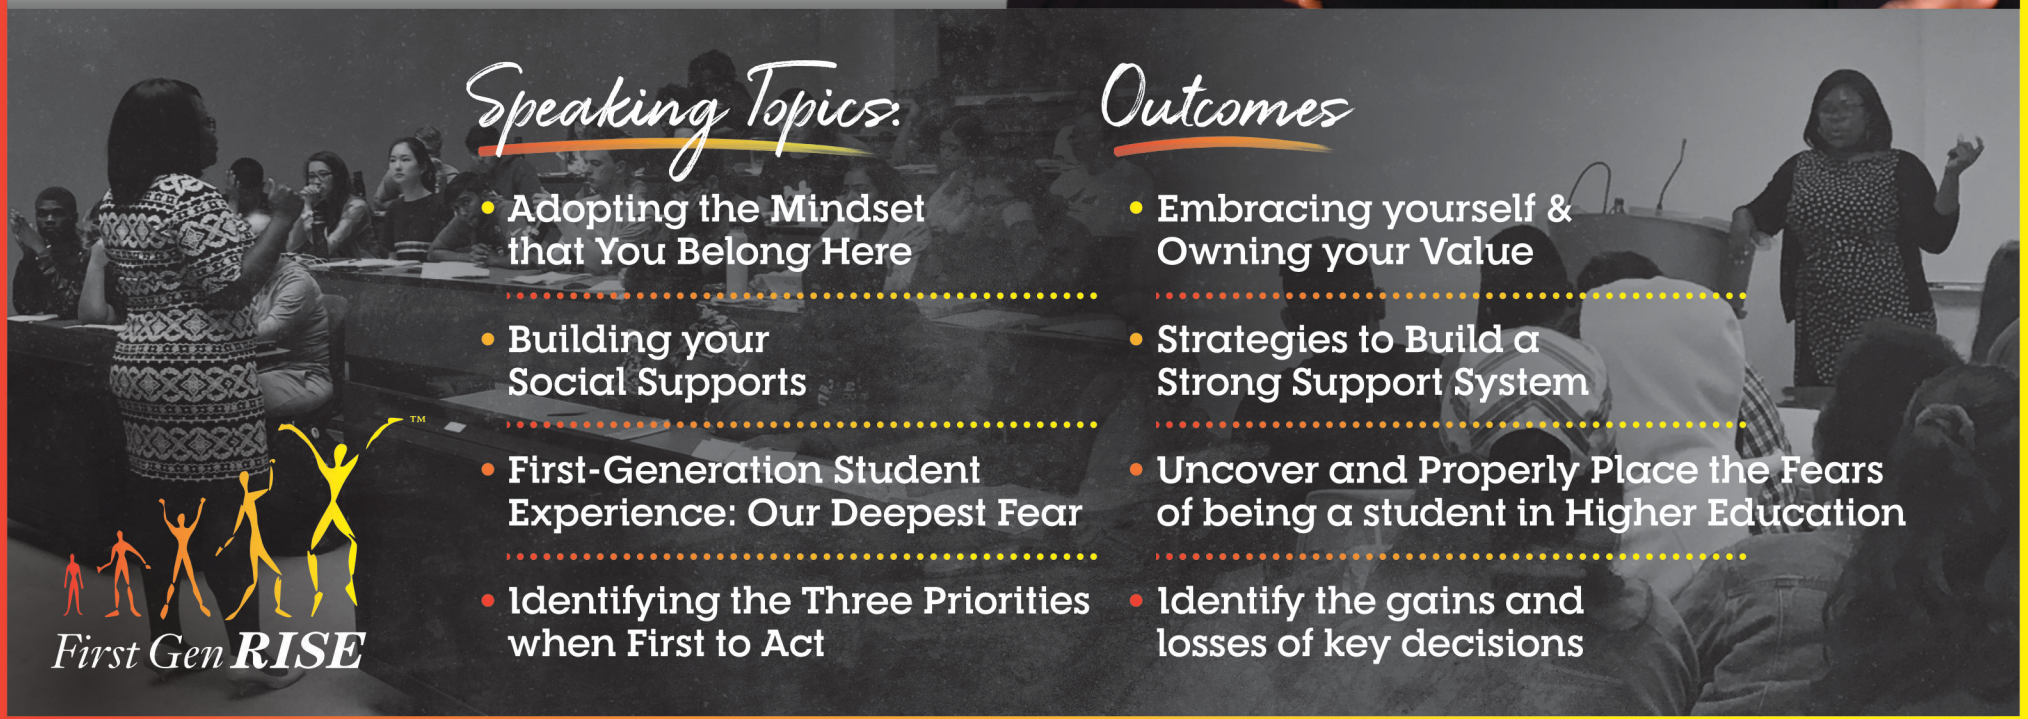 Speaking Topics:
• Adopting the Mindset
that You Belong Here
• Building your
Social Supports
• First-Generation Student
Experience: Our Deepest Fear
• Identifying the Three Priorities
when First to Act
Outcomes
• Embracing yourself &
Owning your Value
• Strategies to Build a
Strong Support System
• Uncover and Properly Place the Fears
of being a student in Higher Education
• Identify the gains and
losses of key decisions
TM
First Gen RISE